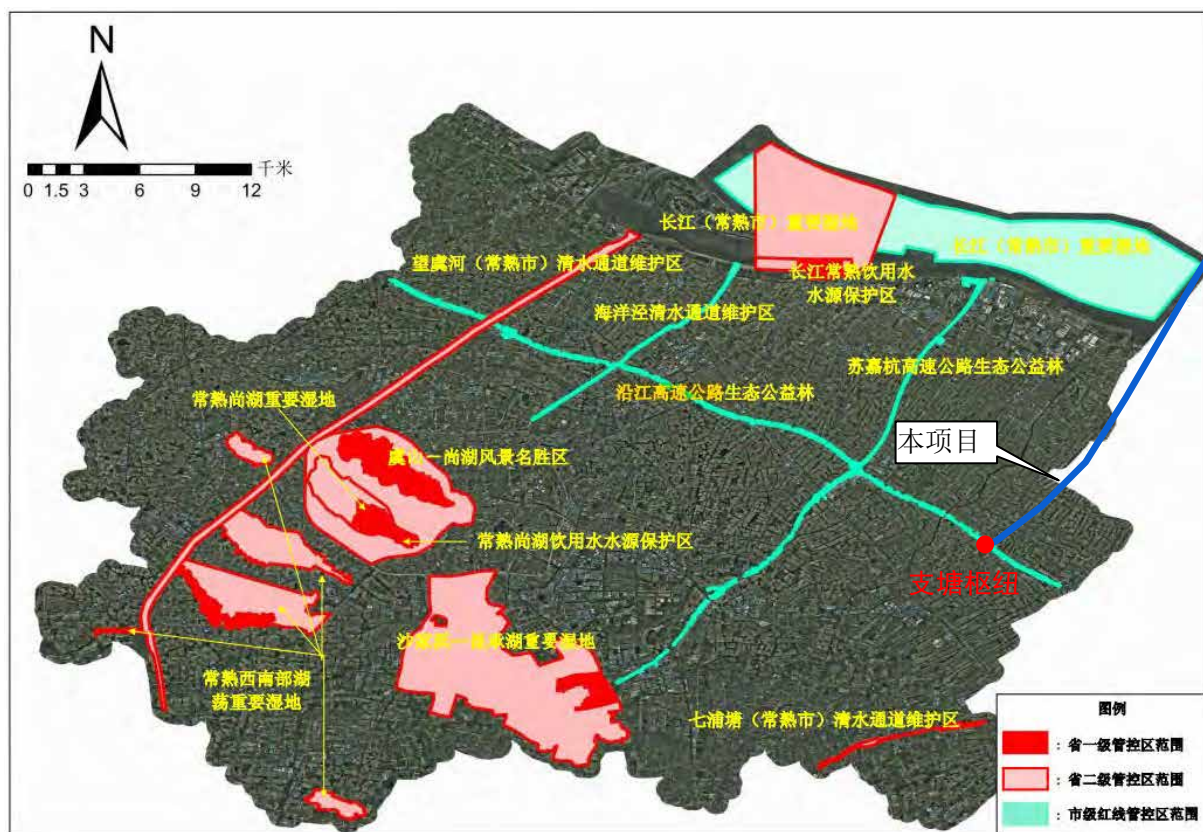 N
千米
0 1.5 3 6 9 12
长江（常熟市）重要湿地
长江（常熟市）重要湿地
望虞河（常熟市）清水通道维护区
长江常熟饮用水
水源保护区
海洋泾清水通道维护区
苏嘉杭高速公路生态公益林
沿江高速公路生态公益林
常熟尚湖重要湿地
本项目
虞山－尚湖风景名胜区
常熟尚湖饮用水水源保护区
支塘枢纽
沙家浜－昆承湖重要湿地
常熟西南部湖
荡重要湿地
七浦塘（常熟市）清水通道维护区
图例
：省一级管控区范围
：省二级管控区范围
：市级红线管控区范围